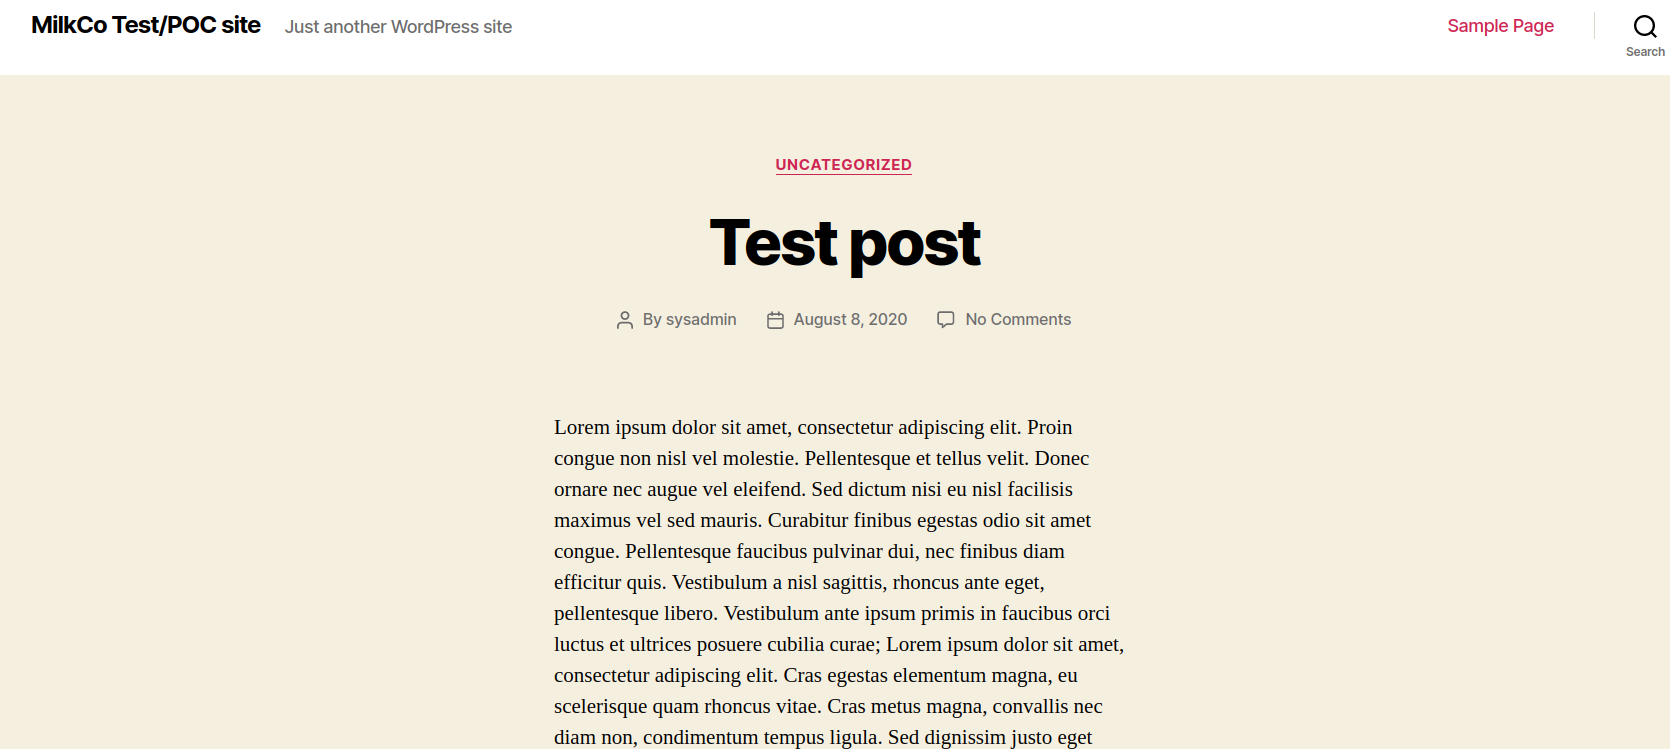 MilkCo Test/POC site Just another WordPress site Sample Page
Search
UNCATEGORIZED
Test post
By sysadmin August 8, 2020 No Comments
Lorem ipsum dolor sit amet, consectetur adipiscing elit. Proin
congue non nisl vel molestie. Pellentesque et tellus velit. Donec
ornare nec augue vel eleifend. Sed dictum nisi eu nisl facilisis
maximus vel sed mauris. Curabitur finibus egestas odio sit amet
congue. Pellentesque faucibus pulvinar dui, nec finibus diam
efficitur quis. Vestibulum a nisl sagittis, rhoncus ante eget,
pellentesque libero. Vestibulum ante ipsum primis in faucibus orci
luctus et ultrices posuere cubilia curae; Lorem ipsum dolor sit amet,
consectetur adipiscing elit. Cras egestas elementum magna, eu
scelerisque quam rhoncus vitae. Cras metus magna, convallis nec
diam non, condimentum tempus ligula. Sed dignissim justo eget